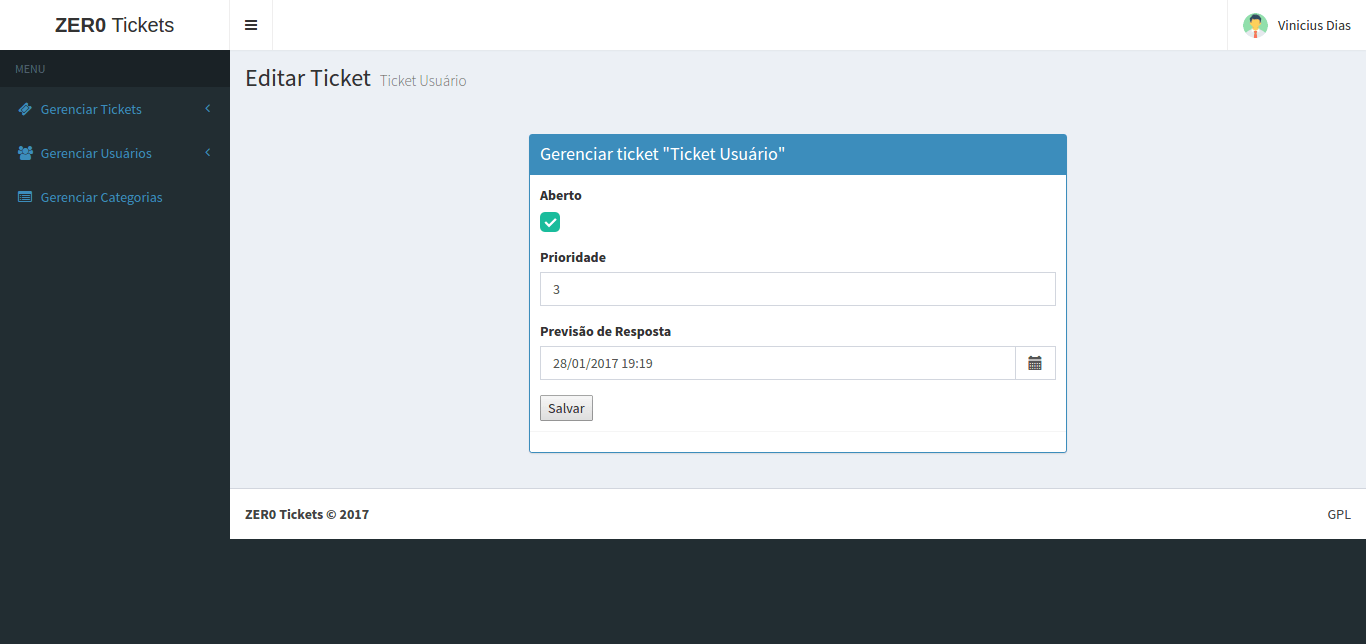 ZER0 Tickets
Vinicius Dias
MENU
Gerenciar Tickets
Gerenciar Usuários
Gerenciar Categorias
Editar Ticket Ticket Usuário
Gerenciar ticket "Ticket Usuário"
Aberto
Prioridade
3
Previsão de Resposta
28/01/2017 19:19
Salvar
ZER0 Tickets © 2017
GPL